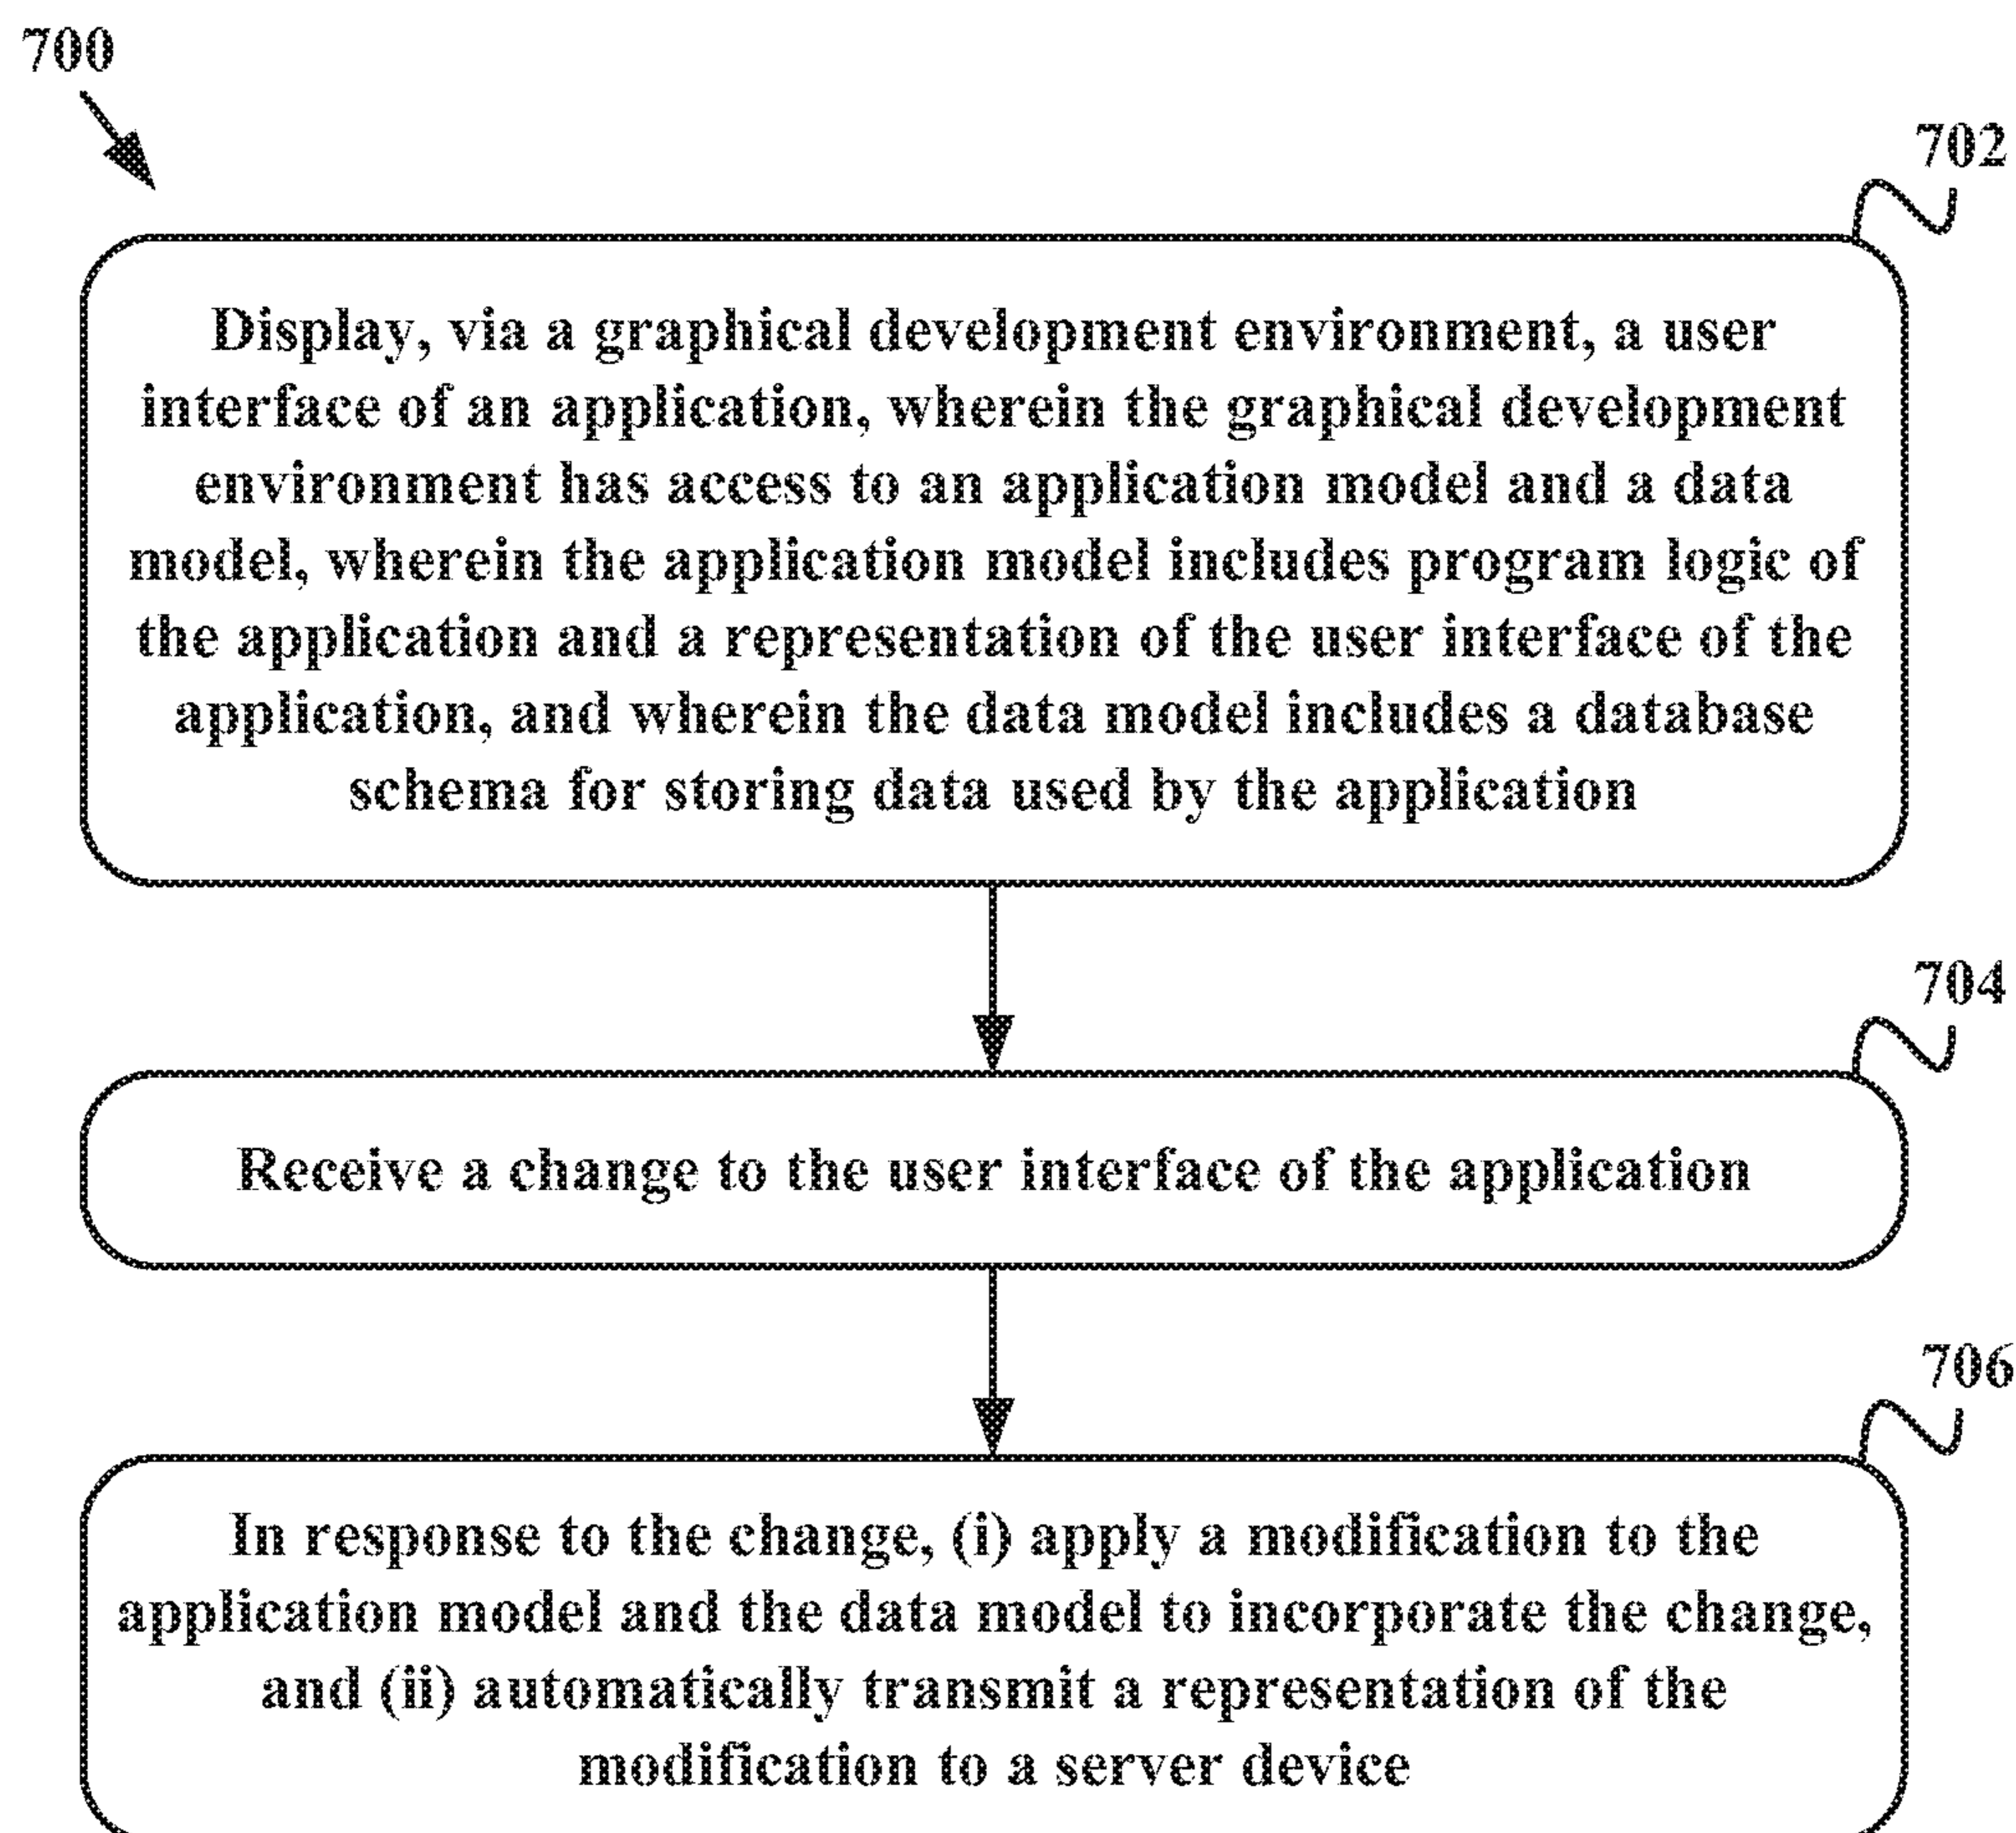 700
702
Display, via a graphical development environment, a user
interface of an application, wherein the graphical development
environment has access to an application model and a data
model, wherein the application model includes program logic of
the application and a representation of the user interface of the
application, and wherein the data model includes a database
schema for storing data used by the application
704
Receive a change to the user interface of the application
706
In response to the change, (i) apply a modification to the
application model and the data model to incorporate the change,
and (ii) automatically transmit a representation of the
modification to a server device